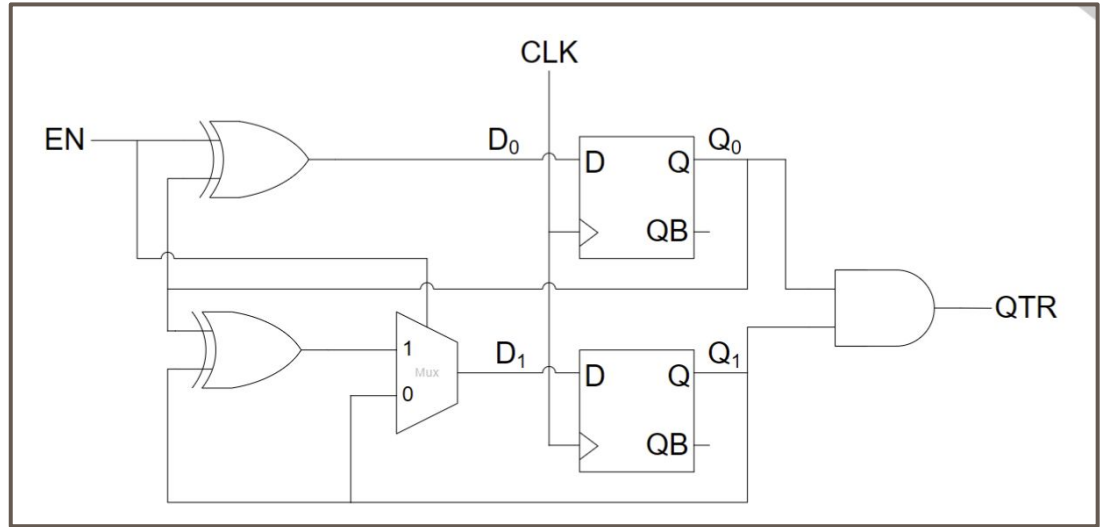 CLK
EN
D₀
Q₀
D
Q
QB
QTR
1
Mux
0
D₁
Q₁
D
Q
QB